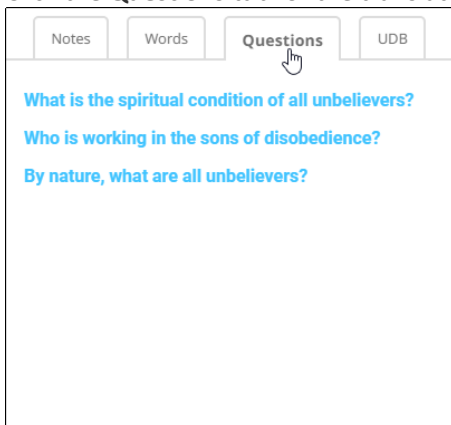 Notes Words Questions UDB
What is the spiritual condition of all unbelievers?
Who is working in the sons of disobedience?
By nature, what are all unbelievers?